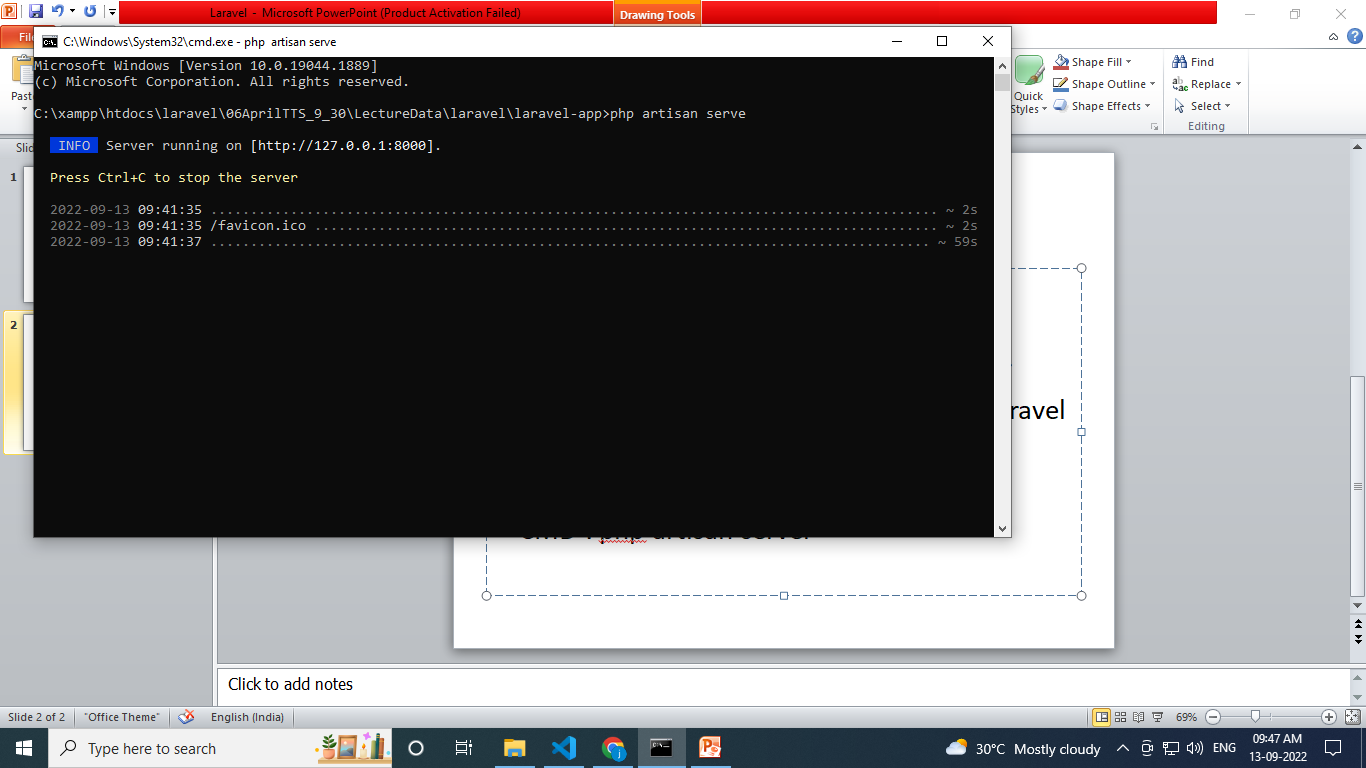 Laravel - Microsoft PowerPoint (Product Activation Failed)
Drawing Tools
C:\Windows\System32\cmd.exe - php artisan serve
Microsoft Windows [Version 10.0.19044.1889]
(c) Microsoft Corporation. All rights reserved.
C:\xampp\htdocs\laravel\06AprilTTS_9_30\LectureData\laravel\laravel-app>php artisan serve
INFO Server running on [http://127.0.0.1:8000].
Press Ctrl+C to stop the server
2022-09-13 09:41:35 ........................................................................................... ~ 2s
2022-09-13 09:41:35 /favicon.ico .............................................................................. ~ 2s
2022-09-13 09:41:37 .......................................................................................... ~ 59s
Quick
Styles
Shape Fill
Shape Outline
Shape Effects
Find
Replace
Select
Editing
1
2
ravel
php artisan server
Click to add notes
Slide 2 of 2
"Office Theme"
English (India)
69%
Type here to search
30°C Mostly cloudy
ENG
09:47 AM
13-09-2022